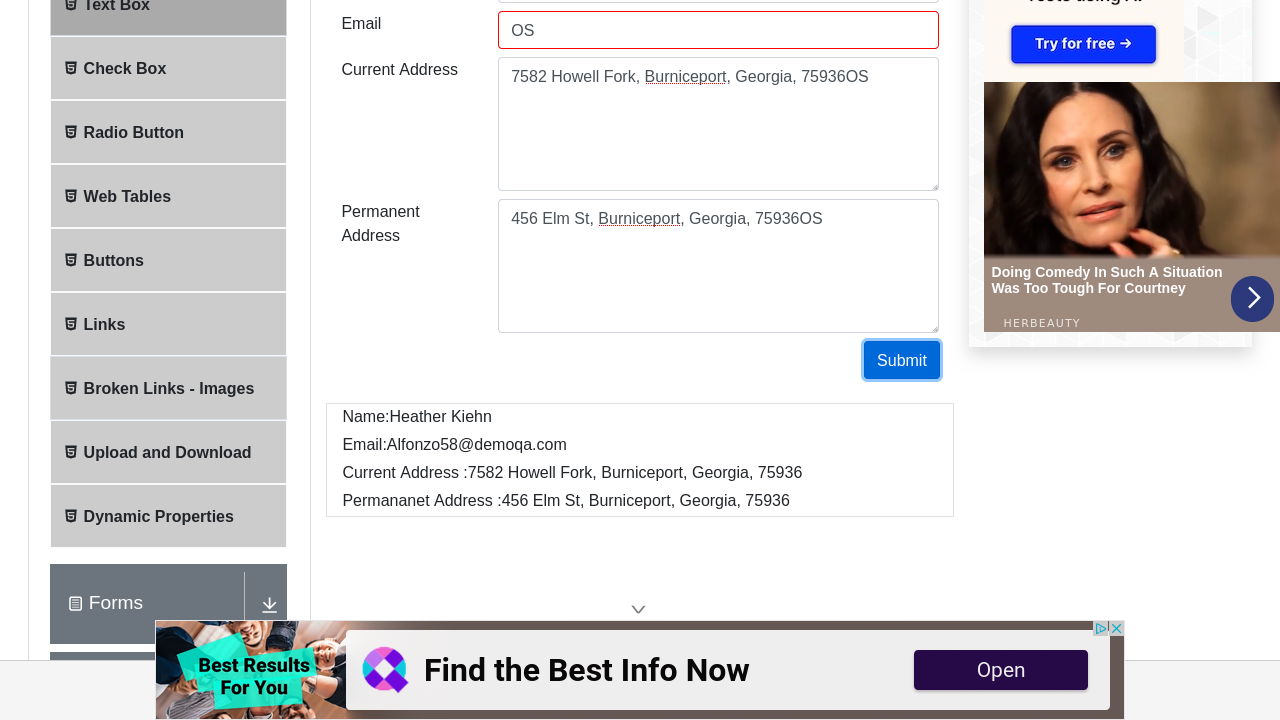 Text Box
Check Box
Radio Button
Web Tables
Buttons
Links
Broken Links - Images
Upload and Download
Dynamic Properties
Forms
Email
OS
Current Address
7582 Howell Fork, Burniceport, Georgia, 75936OS
Permanent
Address
456 Elm St, Burniceport, Georgia, 75936OS
Submit
Name:Heather Kiehn
Email:Alfonzo58@demoqa.com
Current Address :7582 Howell Fork, Burniceport, Georgia, 75936
Permananet Address :456 Elm St, Burniceport, Georgia, 75936
Try for free →
Doing Comedy In Such A Situation
Was Too Tough For Courtney
HERBEAUTY
Best Results
For You
Find the Best Info Now
Open